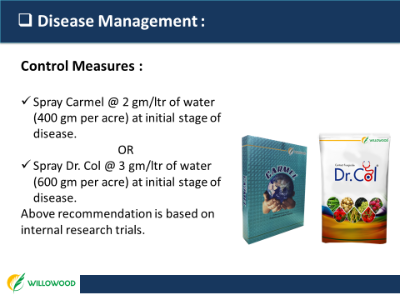 ❑ Disease Management :
Control Measures :
✓ Spray Carmel @ 2 gm/ltr of water
(400 gm per acre) at initial stage of
disease.
OR
✓ Spray Dr. Col @ 3 gm/ltr of water
(600 gm per acre) at initial stage of
disease.
Above recommendation is based on
internal research trials.
CARMEL
WILLOWOOD
Dr.Col
WILLOWOOD